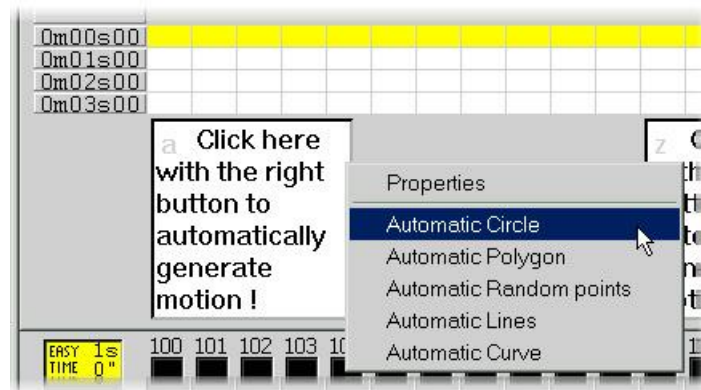 0m00s00
0m01s00
0m02s00
0m03s00
a Click here
with the right
button to
automatically
generate
motion !
z
Properties
Automatic Circle
Automatic Polygon
Automatic Random points
Automatic Lines
Automatic Curve
EASY 1s
TIME 0"
100 101 102 103